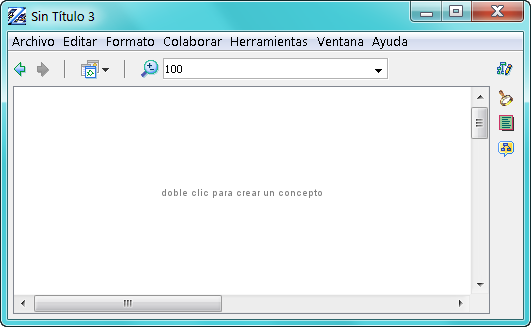 Sin Título 3
Archivo Editar Formato Colaborar Herramientas Ventana Ayuda
100
doble clic para crear un concepto